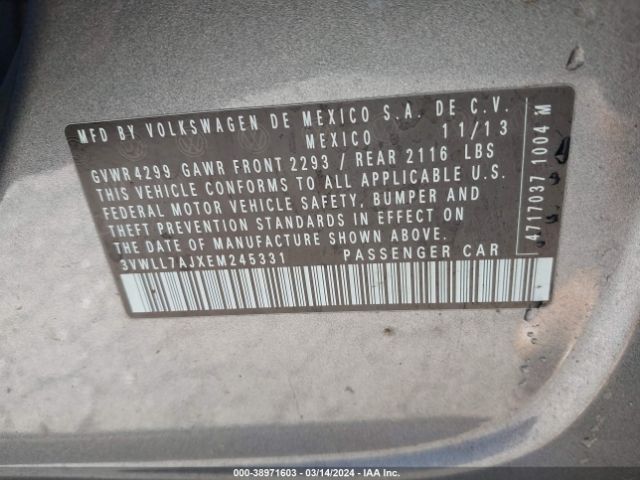 MFD BY VOLKSWAGEN DE MEXICO S.A. DE C.V.
MEXICO 11/13
GVWR4299 GAWR FRONT 2293 / REAR 2116 LBS
THIS VEHICLE CONFORMS TO ALL APPLICABLE U.S.
FEDERAL MOTOR VEHICLE SAFETY, BUMPER AND
THEFT PREVENTION STANDARDS IN EFFECT ON
THE DATE OF MANUFACTURE SHOWN ABOVE.
3VWLL7AJXEM245331 PASSENGER CAR
4717037 1004 M
000-38971603 | 03/14/2024 | IAA Inc.